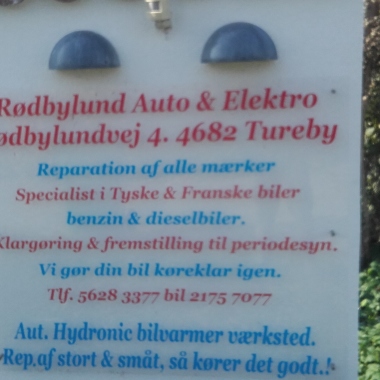 Rødbylund Auto & Elektro
ødbylundvej 4. 4682 Tureby
Reparation af alle mærker
Specialist i Tyske & Franske biler
benzin & dieselbiler.
Klargøring & fremstilling til periodesyn.
Vi gør din bil køreklar igen.
Tlf. 5628 3377 bil 2175 7077
Aut. Hydronic bilvarmer værksted.
Rep,af stort & småt, så kører det godt.!